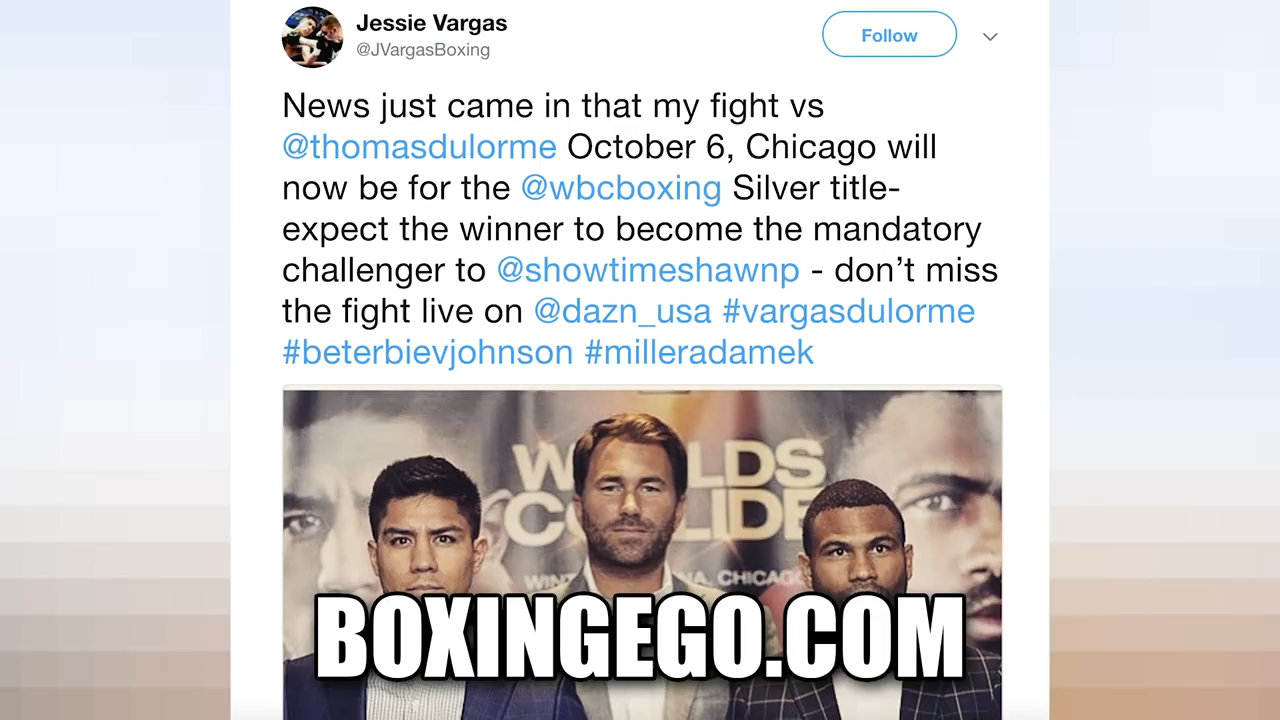 Jessie Vargas
@JVargasBoxing
Follow
News just came in that my fight vs
@thomasdulorme October 6, Chicago will
now be for the @wbcboxing Silver title-
expect the winner to become the mandatory
challenger to @showtimeshawnp - don’t miss
the fight live on @dazn_usa #vargasdulorme
#beterbievjohnson #milleradamek
BOXINGEGO.COM